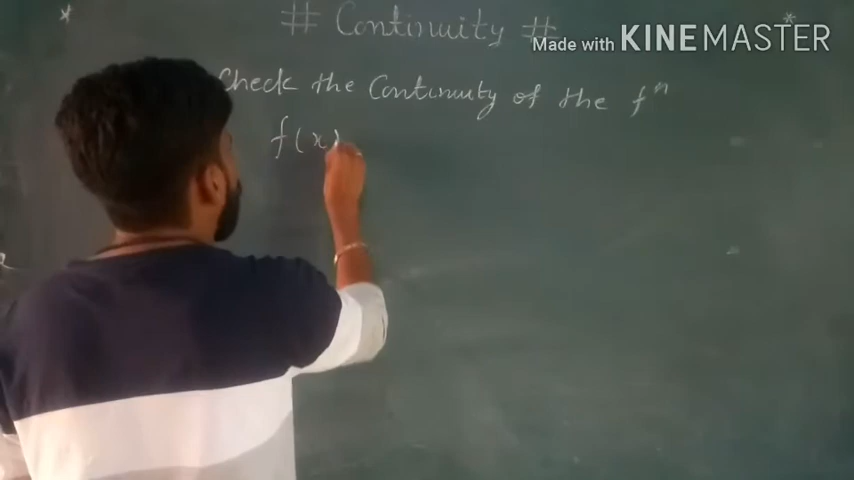 # Continuity #
Made with KINEMASTER
Check the Continuity of the fⁿ
f(x)